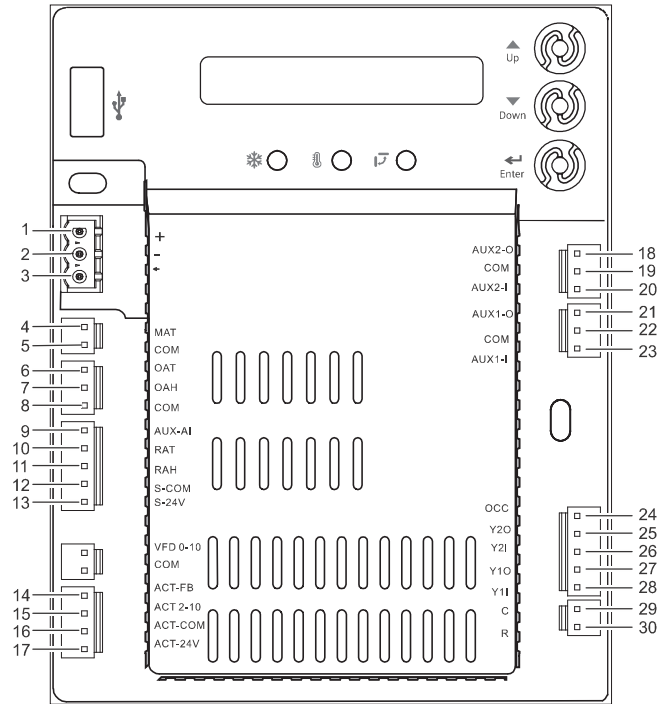 Up
Down
Enter
1
2
3
4
5
6
7
8
9
10
11
12
13
14
15
16
17
+
-
MAT
COM
OAT
OAH
COM
AUX-AI
RAT
RAH
S-COM
S-24V
VFD 0-10
COM
ACT-FB
ACT 2-10
ACT-COM
ACT-24V
AUX2-O
COM
AUX2-I
AUX1-O
COM
AUX1-I
OCC
Y2O
Y2I
Y1O
Y1I
C
R
18
19
20
21
22
23
24
25
26
27
28
29
30